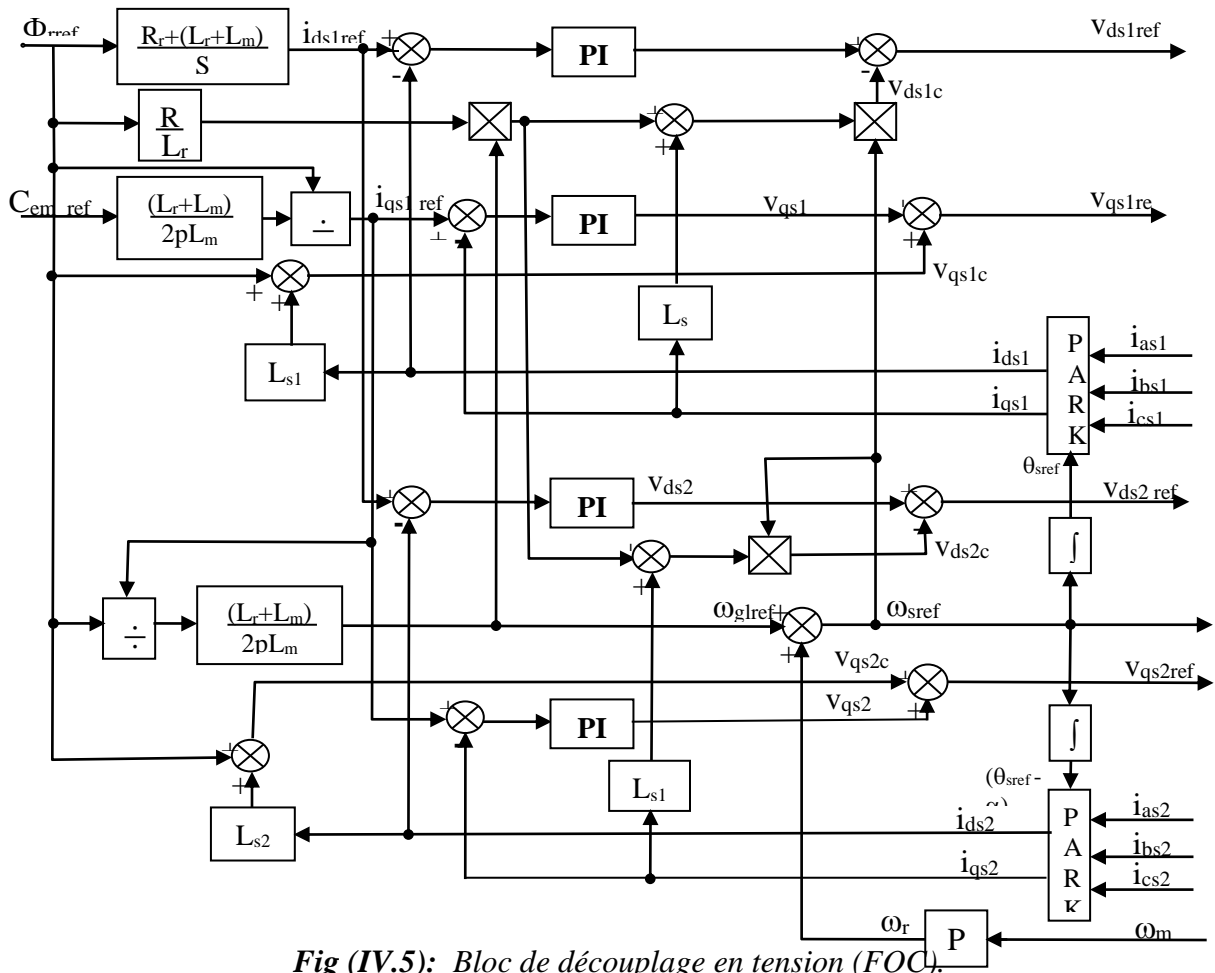 Φrref
Rr+(Lr+Lm)
S
ids1ref
+
-
PI
+
-
vds1ref
vds1c
R
Lr
+
+
Cem_ref
(Lr+Lm)
2pLm
÷
iqs1 ref
+
-
PI
vqs1
+
+
vqs1re
vqs1c
+
+
Ls
Ls1
ids1
iqs1
P
A
R
K
ias1
ibs1
ics1
θsref
+
-
PI
vds2
+
-
vds2 ref
vds2c
+
+
∫
÷
(Lr+Lm)
2pLm
ωglref
+
+
ωsref
vqs2c
+
+
vqs2ref
vqs2
+
-
PI
∫
+
+
Ls1
(θsref -
α)
Ls2
ids2
iqs2
P
A
R
K
ias2
ibs2
ics2
ωr
P
ωm
Fig (IV.5): Bloc de découplage en tension (FOC).